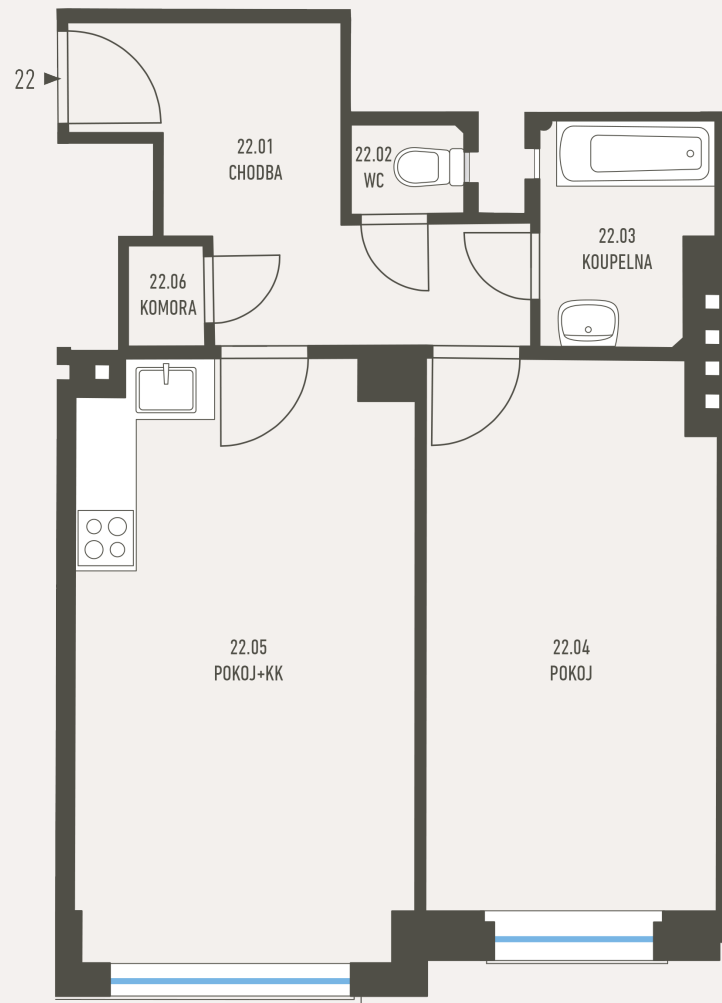 22
22.01
CHODBA
22.02
WC
22.03
KOUPELNA
22.06
KOMORA
22.05
POKOJ+KK
22.04
POKOJ